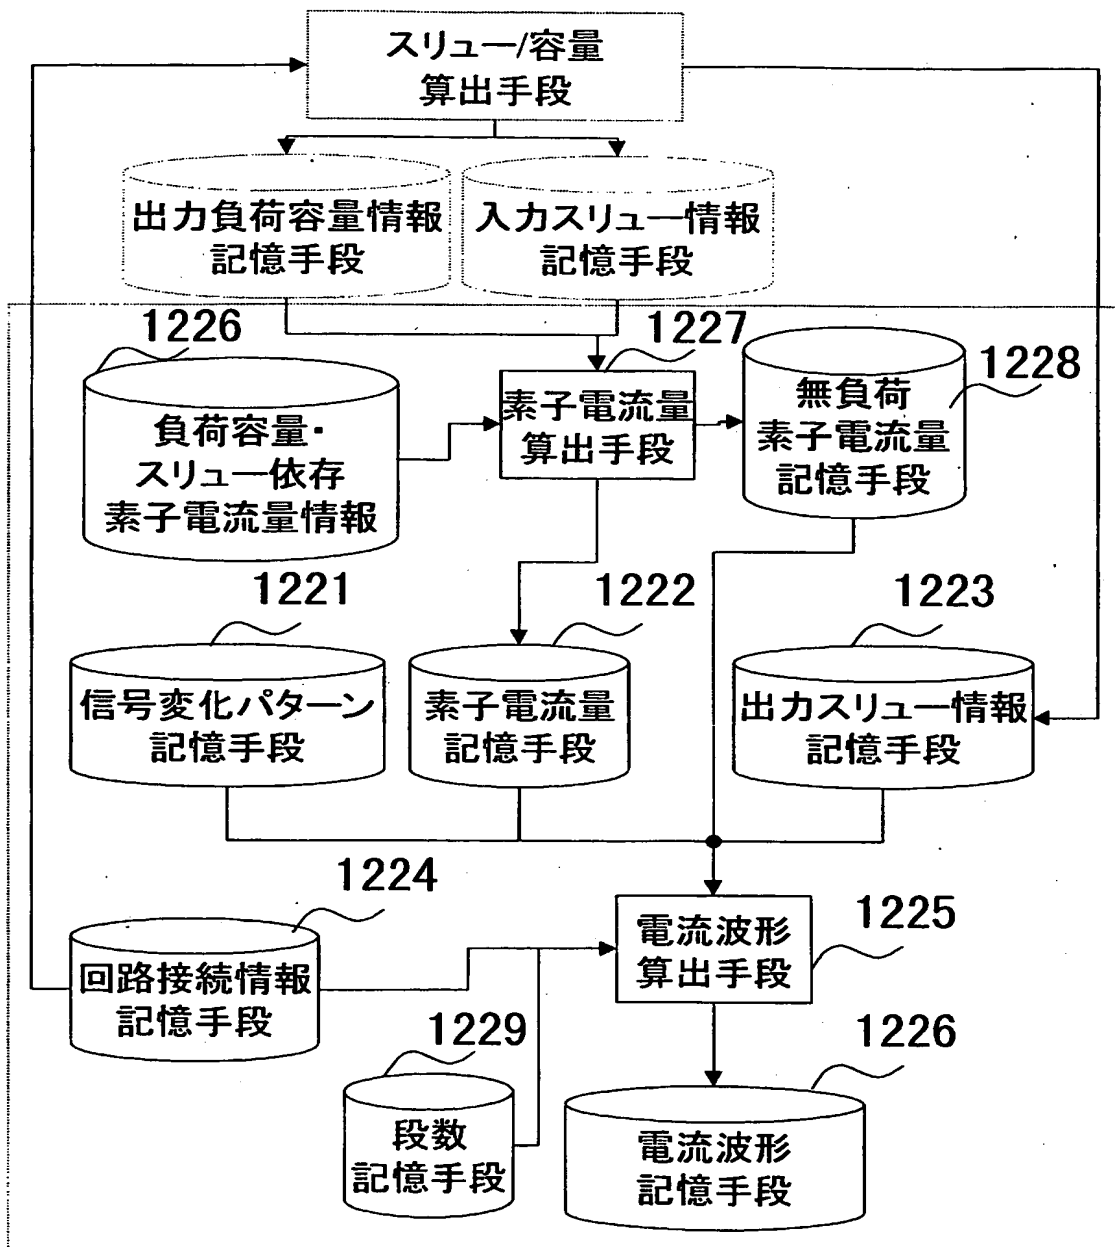 スリュー/容量
算出手段
出力負荷容量情報
記憶手段
入力スリュー情報
記憶手段
1226
負荷容量・
スリュー依存
素子電流量情報
1227
素子電流量
算出手段
1228
無負荷
素子電流量
記憶手段
1221
信号変化パターン
記憶手段
1222
素子電流量
記憶手段
1223
出力スリュー情報
記憶手段
1224
回路接続情報
記憶手段
1225
電流波形
算出手段
1229
段数
記憶手段
1226
電流波形
記憶手段